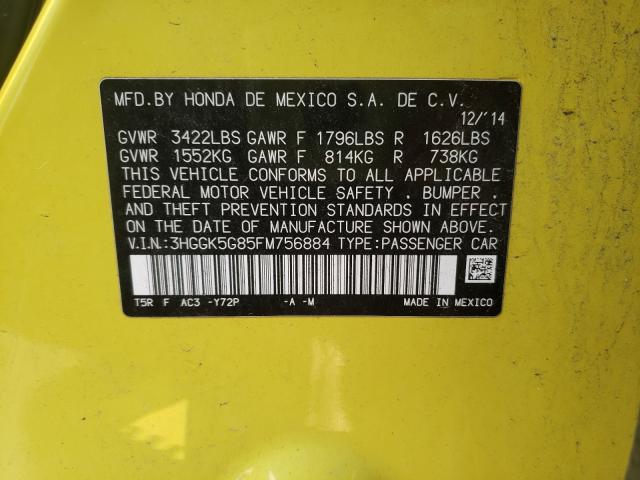 MFD.BY HONDA DE MEXICO S.A. DE C.V.
12/'14
GVWR 3422LBS GAWR F 1796LBS R 1626LBS
GVWR 1552KG GAWR F 814KG R 738KG
THIS VEHICLE CONFORMS TO ALL APPLICABLE
FEDERAL MOTOR VEHICLE SAFETY . BUMPER .
AND THEFT PREVENTION STANDARDS IN EFFECT
ON THE DATE OF MANUFACTURE SHOWN ABOVE.
V.I.N.:3HGGK5G85FM756884 TYPE:PASSENGER CAR
T5R F AC3 -Y72P -A -M MADE IN MEXICO